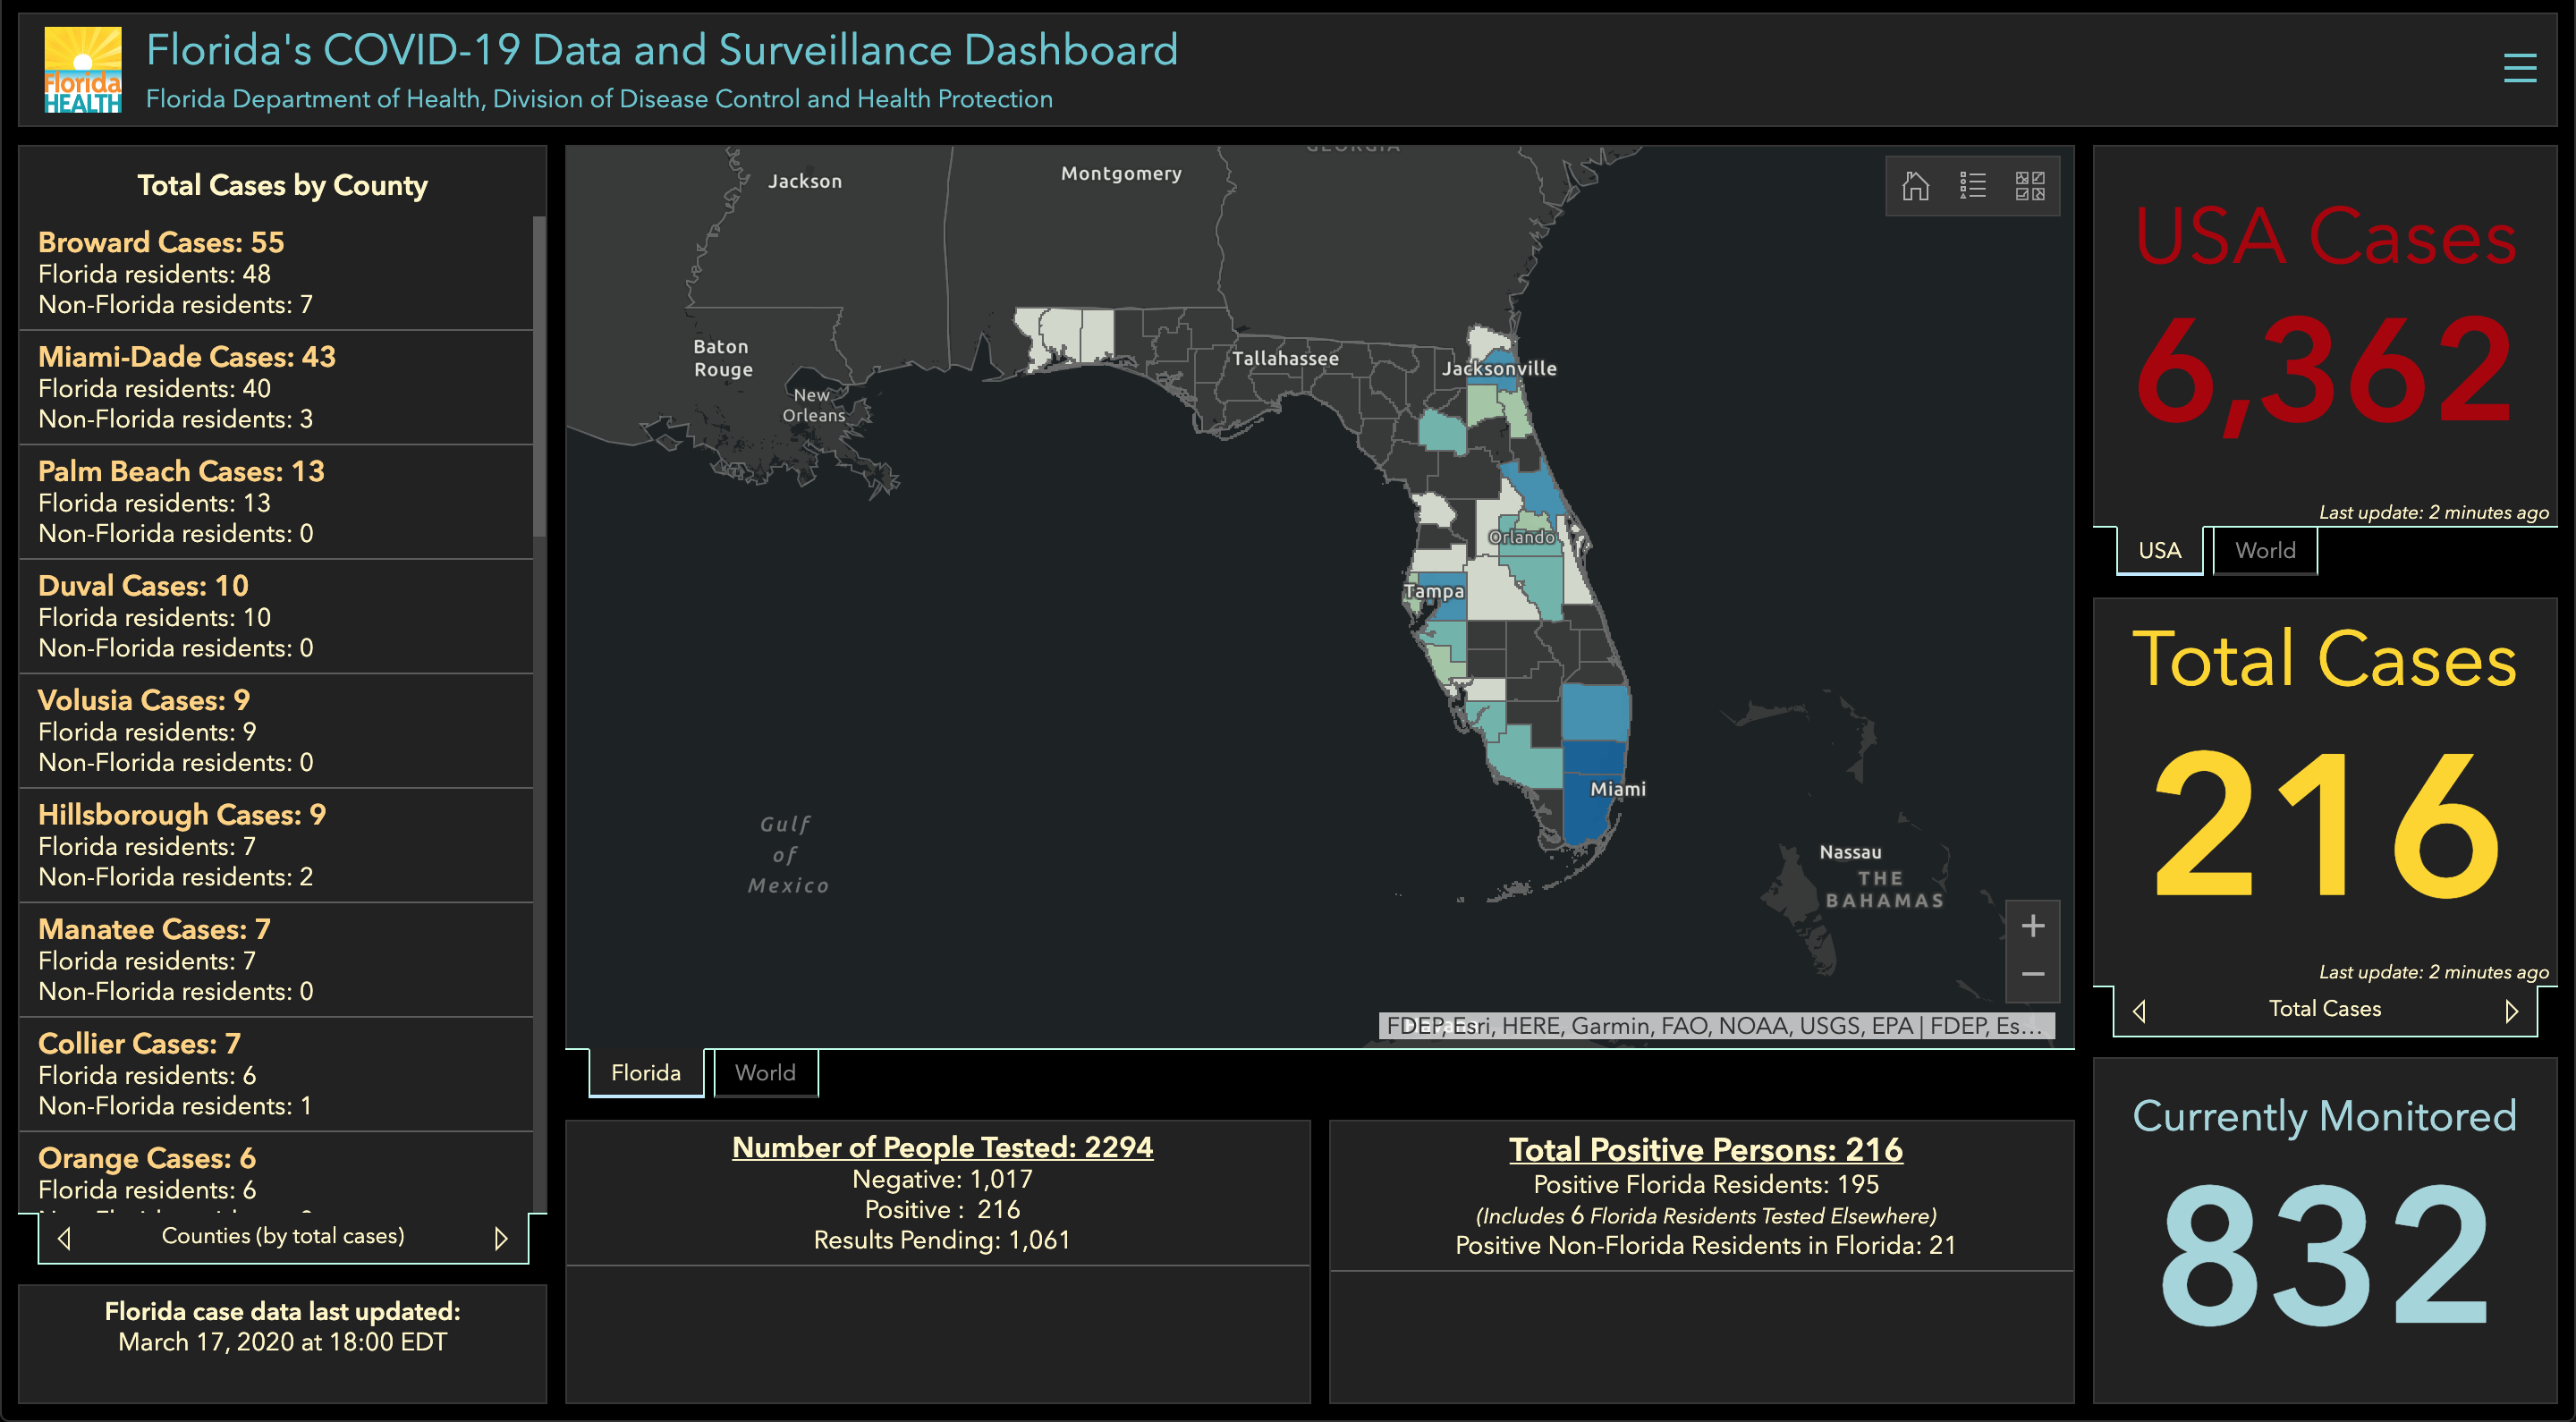 Florida HEALTH
Florida's COVID-19 Data and Surveillance Dashboard
Florida Department of Health, Division of Disease Control and Health Protection
Total Cases by County
Broward Cases: 55
Florida residents: 48
Non-Florida residents: 7
Miami-Dade Cases: 43
Florida residents: 40
Non-Florida residents: 3
Palm Beach Cases: 13
Florida residents: 13
Non-Florida residents: 0
Duval Cases: 10
Florida residents: 10
Non-Florida residents: 0
Volusia Cases: 9
Florida residents: 9
Non-Florida residents: 0
Hillsborough Cases: 9
Florida residents: 7
Non-Florida residents: 2
Manatee Cases: 7
Florida residents: 7
Non-Florida residents: 0
Collier Cases: 7
Florida residents: 6
Non-Florida residents: 1
Orange Cases: 6
Florida residents: 6
Counties (by total cases)
Florida case data last updated:
March 17, 2020 at 18:00 EDT
GEORGIA
Jackson
Montgomery
Baton
Rouge
New
Orleans
Tallahassee
Jacksonville
Orlando
Tampa
Miami
Gulf
of
Mexico
Nassau
THE
BAHAMAS
+
−
FDEP, Esri, HERE, Garmin, FAO, NOAA, USGS, EPA | FDEP, Es…
Florida
World
Number of People Tested: 2294
Negative: 1,017
Positive : 216
Results Pending: 1,061
Total Positive Persons: 216
Positive Florida Residents: 195
(Includes 6 Florida Residents Tested Elsewhere)
Positive Non-Florida Residents in Florida: 21
USA Cases
6,362
Last update: 2 minutes ago
USA
World
Total Cases
216
Last update: 2 minutes ago
Total Cases
Currently Monitored
832